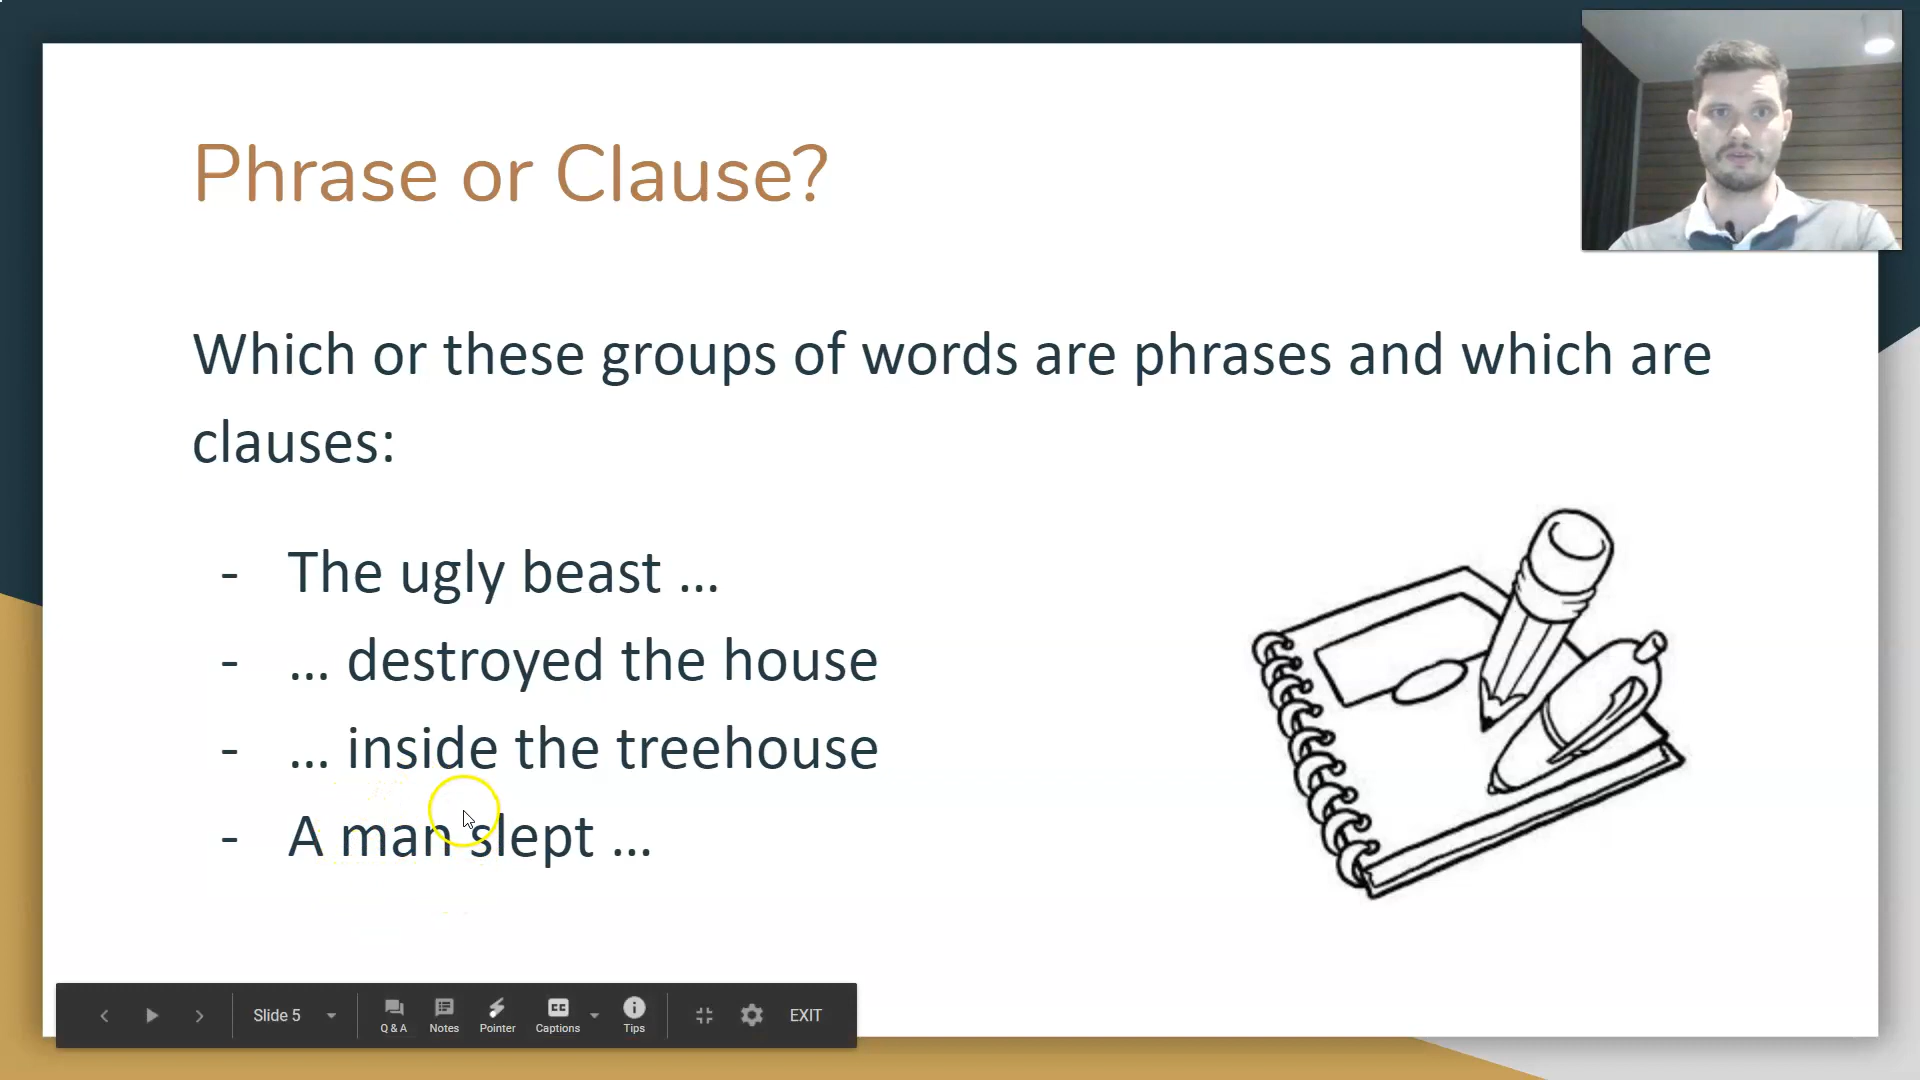 Phrase or Clause?
Which or these groups of words are phrases and which are
clauses:
- The ugly beast ...
- ... destroyed the house
- ... inside the treehouse
- A man slept ...
Slide 5
Q & A
Notes
Pointer
CC
Captions
Tips
EXIT